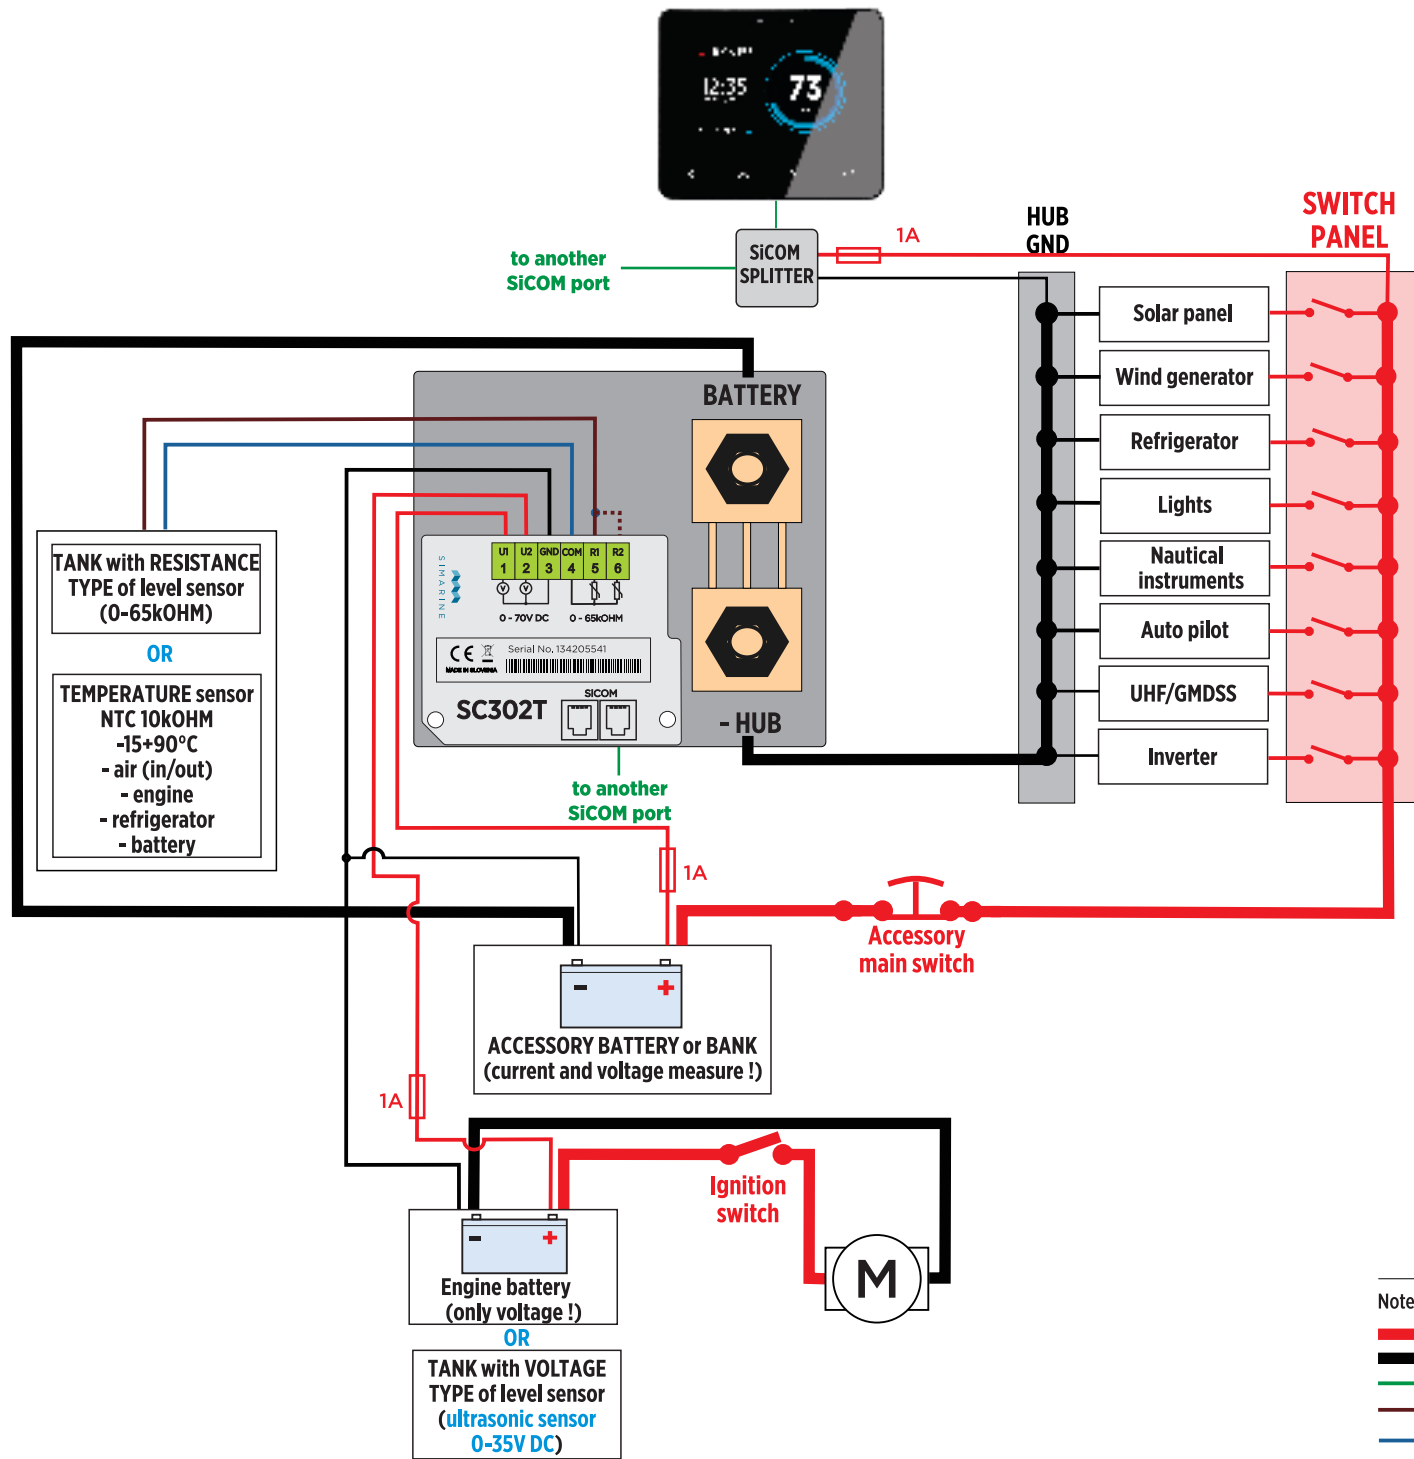 12:35
73
SiCOM
SPLITTER
1A
to another
SiCOM port
HUB
GND
SWITCH
PANEL
Solar panel
Wind generator
Refrigerator
Lights
Nautical
instruments
Auto pilot
UHF/GMDSS
Inverter
BATTERY
U1 U2 GND COM R1 R2
1 2 3 4 5 6
V V
0 - 70V DC 0 - 65kOHM
SIMARINE
CE Serial No. 134205541
MADE IN SLOVENIA
SC302T
SICOM
- HUB
to another
SiCOM port
TANK with RESISTANCE
TYPE of level sensor
(0-65kOHM)
OR
TEMPERATURE sensor
NTC 10kOHM
-15+90°C
- air (in/out)
- engine
- refrigerator
- battery
1A
Accessory
main switch
- +
ACCESSORY BATTERY or BANK
(current and voltage measure !)
1A
Ignition
switch
M
- +
Engine battery
(only voltage !)
OR
TANK with VOLTAGE
TYPE of level sensor
(ultrasonic sensor
0-35V DC)
Note